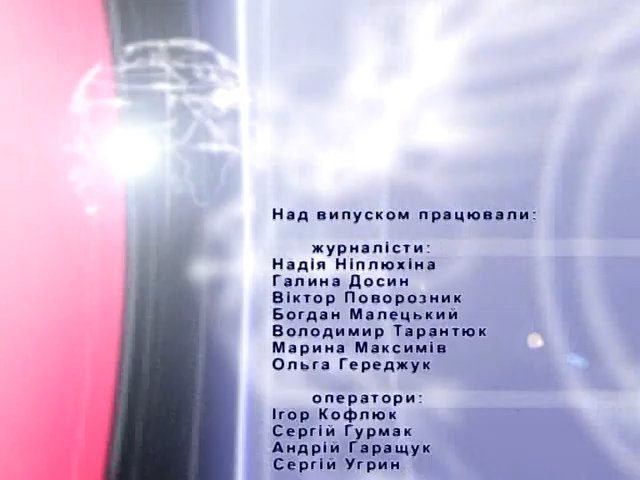 Над випуском працювали:
журналісти:
Надія Ніплюхіна
Галина Досин
Віктор Поворозник
Богдан Малецький
Володимир Тарантюк
Марина Максимів
Ольга Гереджук
оператори:
Ігор Кофлюк
Сергій Гурмак
Андрій Гаращук
Сергій Угрин